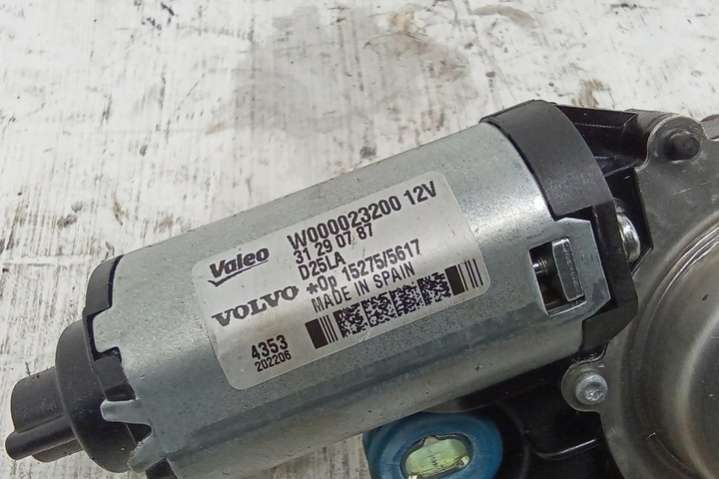 Valeo W000023200 12V
31 29 07 87
D25LA
VOLVO *Op 15275/5617
MADE IN SPAIN
4353
202206